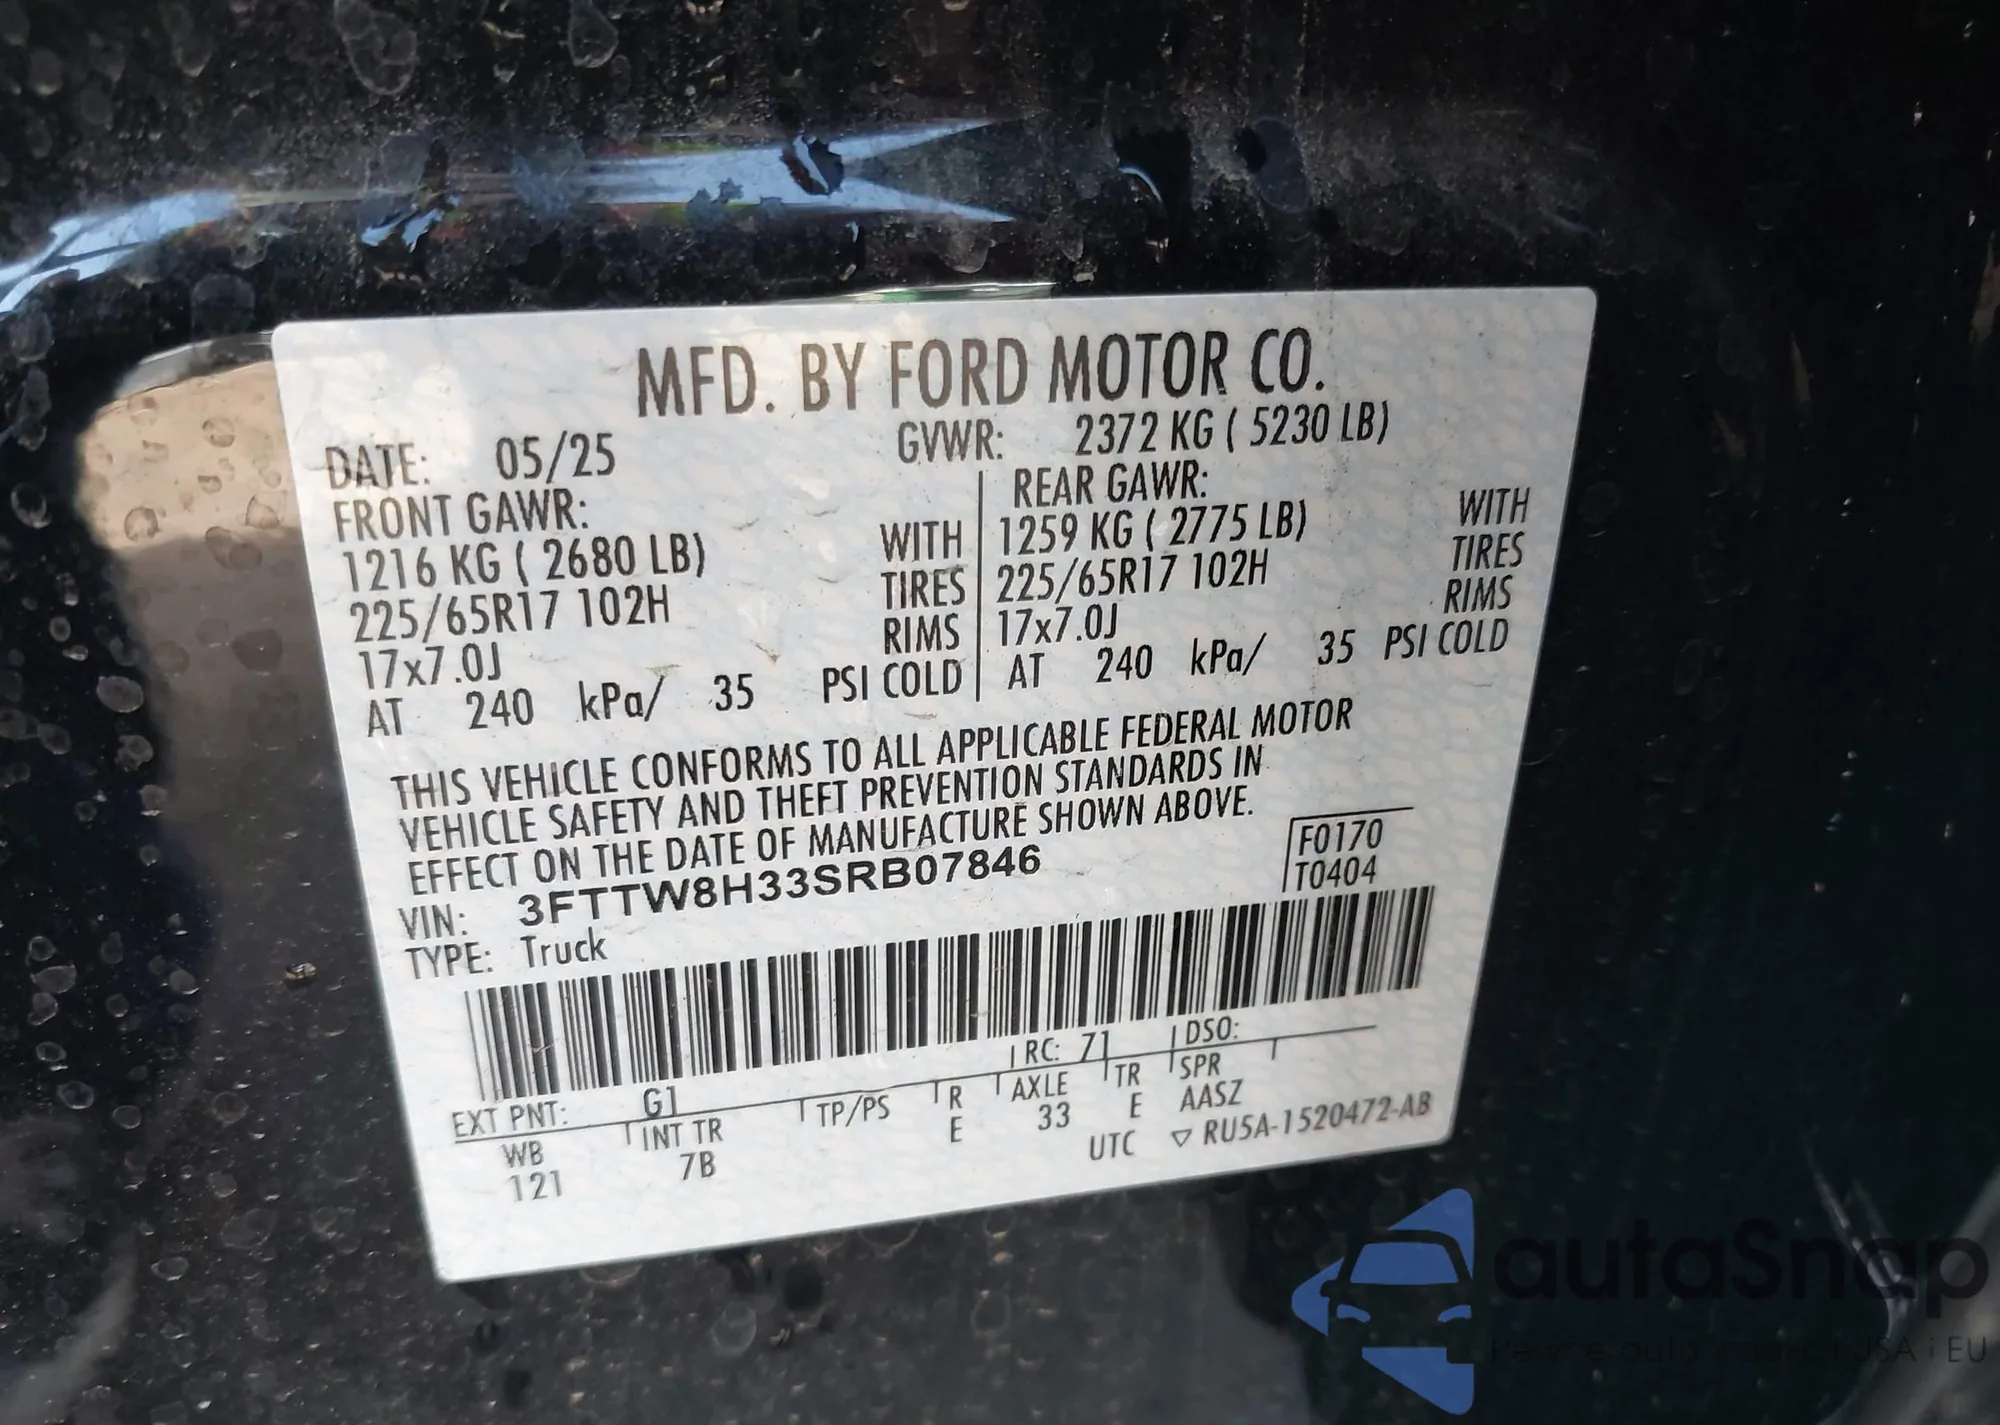 MFD. BY FORD MOTOR CO.
DATE: 05/25 GVWR: 2372 KG ( 5230 LB)
FRONT GAWR: REAR GAWR:
1216 KG ( 2680 LB) WITH 1259 KG ( 2775 LB) WITH
225/65R17 102H TIRES 225/65R17 102H TIRES
17x7.0J RIMS 17x7.0J RIMS
AT 240 kPa/ 35 PSI COLD AT 240 kPa/ 35 PSI COLD
THIS VEHICLE CONFORMS TO ALL APPLICABLE FEDERAL MOTOR
VEHICLE SAFETY AND THEFT PREVENTION STANDARDS IN
EFFECT ON THE DATE OF MANUFACTURE SHOWN ABOVE.
VIN: 3FTTW8H33SRB07846 F0170
TYPE: Truck T0404
EXT PNT: G1 RC: 71 DSO:
WB INT TR TP/PS R AXLE TR SPR
121 7B E 33 E AASZ
UTC ▽ RU5A-1520472-AB
autaSnap
USA i EU